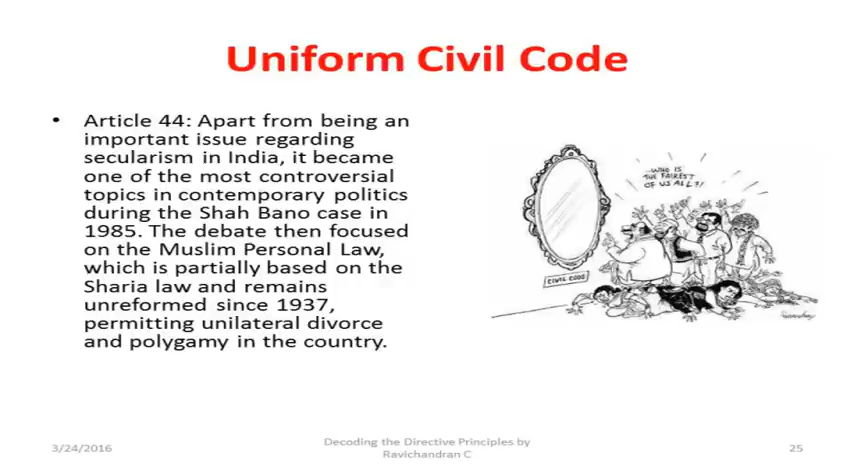 Uniform Civil Code
• Article 44: Apart from being an
important issue regarding
secularism in India, it became
one of the most controversial
topics in contemporary politics
during the Shah Bano case in
1985. The debate then focused
on the Muslim Personal Law,
which is partially based on the
Sharia law and remains
unreformed since 1937,
permitting unilateral divorce
and polygamy in the country.
WHO IS
THE FAIREST
OF US ALL?!
CIVIL CODE
3/24/2016
Decoding the Directive Principles by
Ravichandran C
25